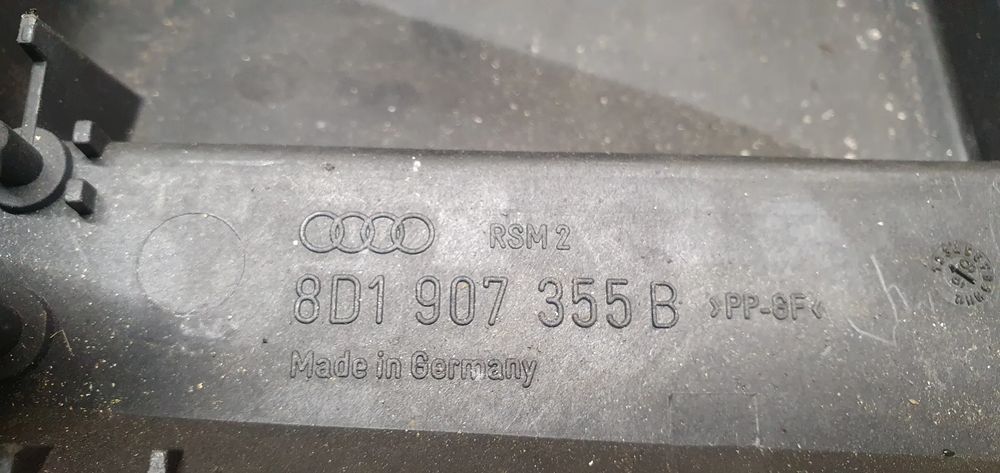 RSM 2
8D1 907 355 B >PP-GF<
Made in Germany